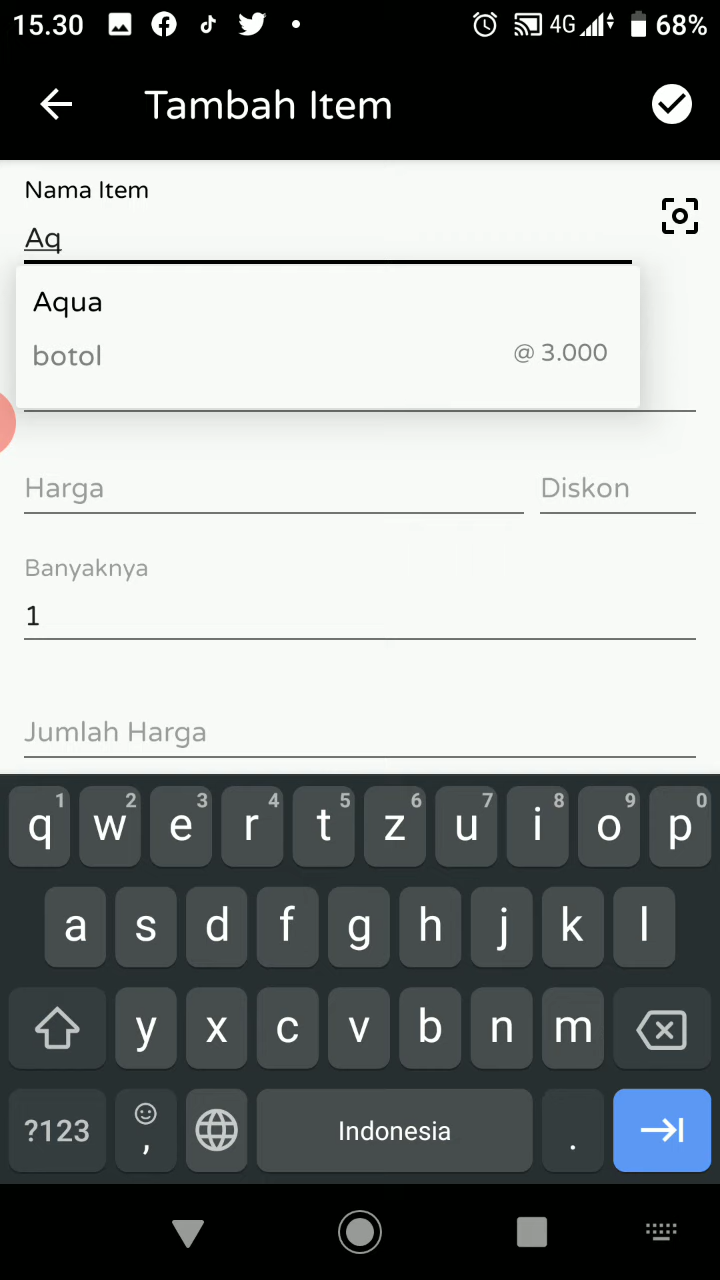 15.30 4G 68%
Tambah Item
Nama Item
Aq
Aqua
botol @ 3.000
Harga Diskon
Banyaknya
1
Jumlah Harga
1 2 3 4 5 6 7 8 9 0
q w e r t z u i o p
a s d f g h j k l
y x c v b n m
?123 , Indonesia .